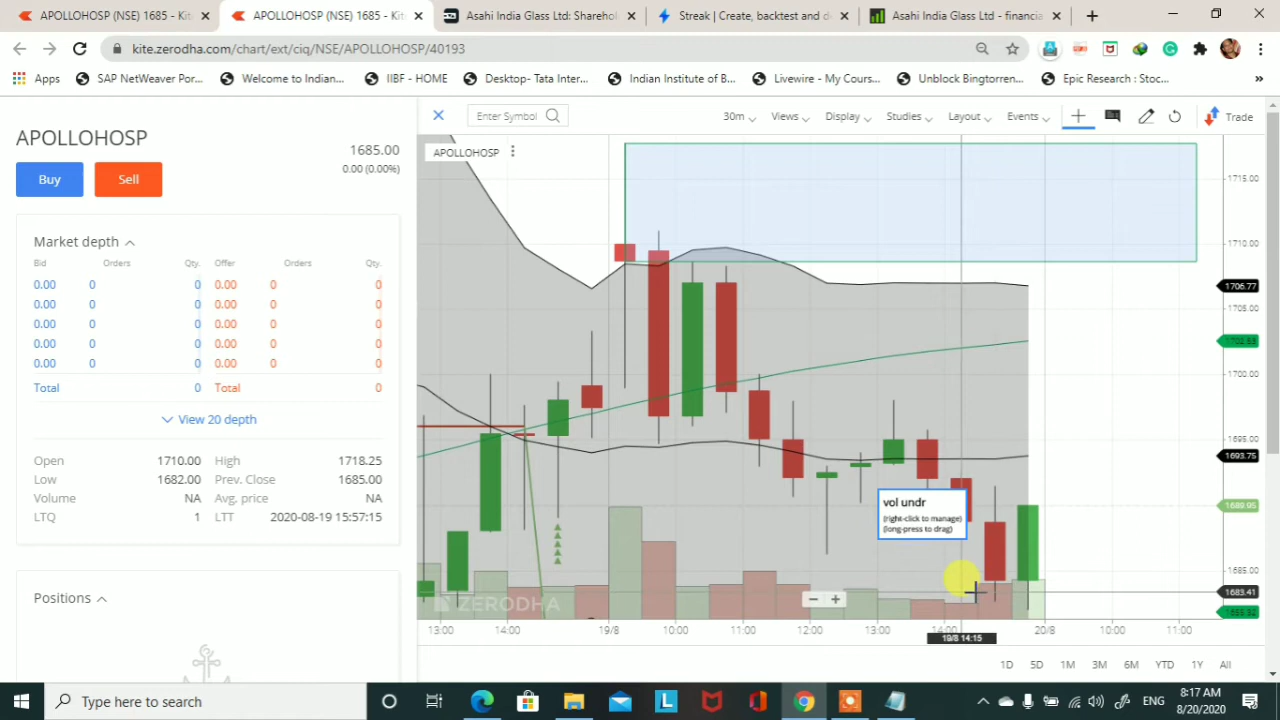 APOLLOHOSP (NSE) 1685 - Kit
APOLLOHOSP (NSE) 1685 - Kit
Asahi India Glass Ltd: Sharehol
Streak | Create, backtest and d
Asahi India Glass Ltd - financia
kite.zerodha.com/chart/ext/ciq/NSE/APOLLOHOSP/40193
Apps
SAP NetWeaver Por...
Welcome to Indian...
IIBF - HOME
Desktop- Tata Inter...
Indian Institute of B...
Livewire - My Cours...
Unblock Bingtorren...
Epic Research : Stoc...
»
APOLLOHOSP
1685.00
0.00 (0.00%)
Buy
Sell
Market depth
Bid Orders Qty. Offer Orders Qty.
0.00 0 0 0.00 0 0
0.00 0 0 0.00 0 0
0.00 0 0 0.00 0 0
0.00 0 0 0.00 0 0
0.00 0 0 0.00 0 0
Total 0 Total 0
View 20 depth
Open 1710.00 High 1718.25
Low 1682.00 Prev. Close 1685.00
Volume NA Avg. price NA
LTQ 1 LTT 2020-08-19 15:57:15
Positions
Enter Symbol
30m Views Display Studies Layout Events Trade
APOLLOHOSP
1715.00
1710.00
1706.77
1705.00
1700.00
1695.00
1693.75
1689.95
1685.00
1683.41
vol undr
(right-click to manage)
(long-press to drag)
ZERODHA
13:00 14:00 19/8 10:00 11:00 12:00 13:00 14:00 20/8 10:00 11:00
19/8 14:15
1D 5D 1M 3M 6M YTD 1Y All
Type here to search
ENG
8:17 AM
8/20/2020